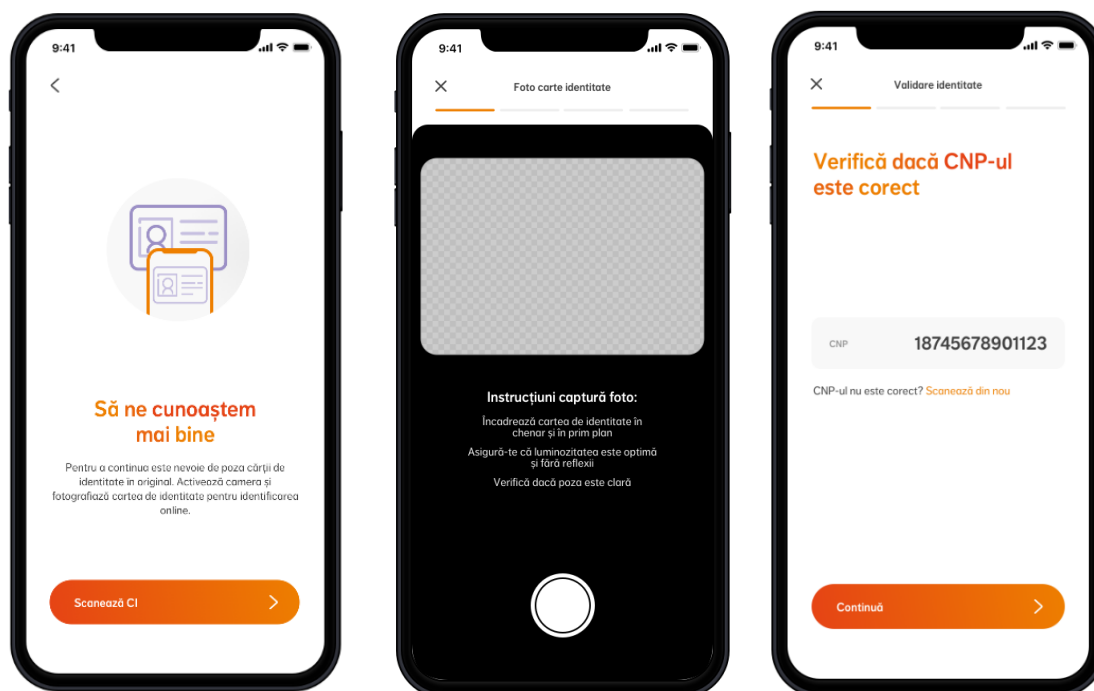 9:41
Să ne cunoaștem
mai bine
Pentru a continua este nevoie de poza cărții de
identitate in original. Activează camera și
fotografiază cartea de identitate pentru identificarea
online.
Scanează CI
9:41
Foto carte identitate
Instrucțiuni captură foto:
Încadrează cartea de identitate în
chenar și în prim plan
Asigură-te că luminozitatea este optimă
și fără reflexii
Verifică dacă poza este clară
9:41
Validare identitate
Verifică dacă CNP-ul
este corect
CNP 18745678901123
CNP-ul nu este corect? Scanează din nou
Continuă